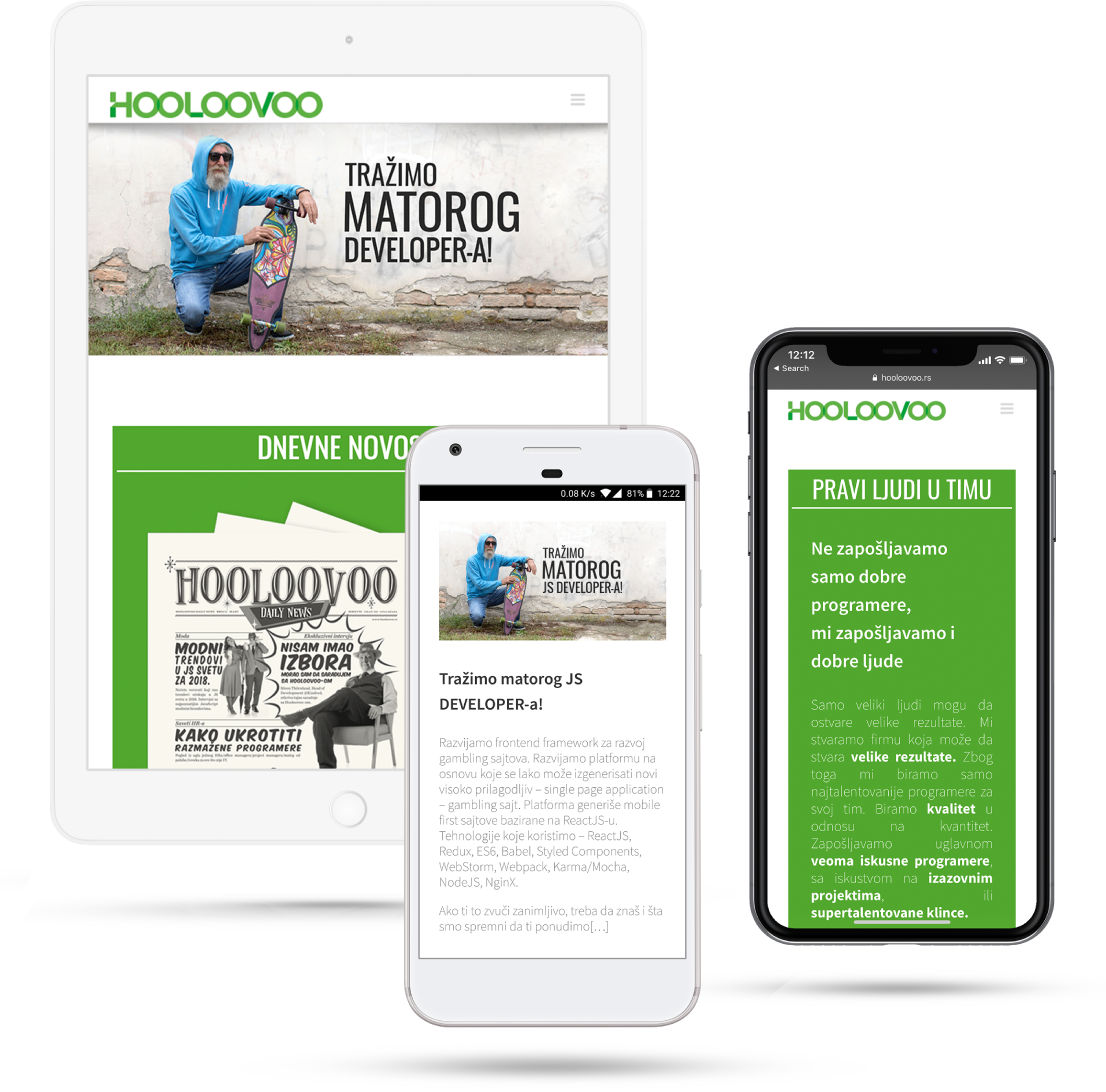 HOOLOOVOO
TRAŽIMO
MATOROG
DEVELOPER-A!
DNEVNE NOVOS
HOOLOOVOO
DAILY NEWS
Moda
MODNI
TRENDOVI
U JS SVETU
ZA 2018.
Ekskluzivni intervju
NISAM IMAO
IZBORA
MORAO SAM DA SARAĐUJEM
SA HOOLOOVOO-OM
Saveti HR-a
KAKO UKROTITI
RAZMAŽENE PROGRAMERE
0.08 K/s 81% 12:22
TRAŽIMO
MATOROG
JS DEVELOPER-A!
Tražimo matorog JS
DEVELOPER-a!
Razvijamo frontend framework za razvoj
gambling sajtova. Razvijamo platformu na
osnovu koje se lako može izgenerisati novi
visoko prilagodljiv – single page application
– gambling sajt. Platforma generiše mobile
first sajtove bazirane na ReactJS-u.
Tehnologije koje koristimo – ReactJS,
Redux, ES6, Babel, Styled Components,
WebStorm, Webpack, Karma/Mocha,
NodeJS, NginX.
Ako ti to zvuči zanimljivo, treba da znaš i šta
smo spremni da ti ponudimo[…]
12:12
Search
hooloovoo.rs
HOOLOOVOO
PRAVI LJUDI U TIMU
Ne zapošljavamo
samo dobre
programere,
mi zapošljavamo i
dobre ljude
Samo veliki ljudi mogu da
ostvare velike rezultate. Mi
stvaramo firmu koja može da
stvara velike rezultate. Zbog
toga mi biramo samo
najtalentovanije programere za
svoj tim. Biramo kvalitet u
odnosu na kvantitet.
Zapošljavamo uglavnom
veoma iskusne programere,
sa iskustvom na izazovnim
projektima, ili
supertalentovane klince.